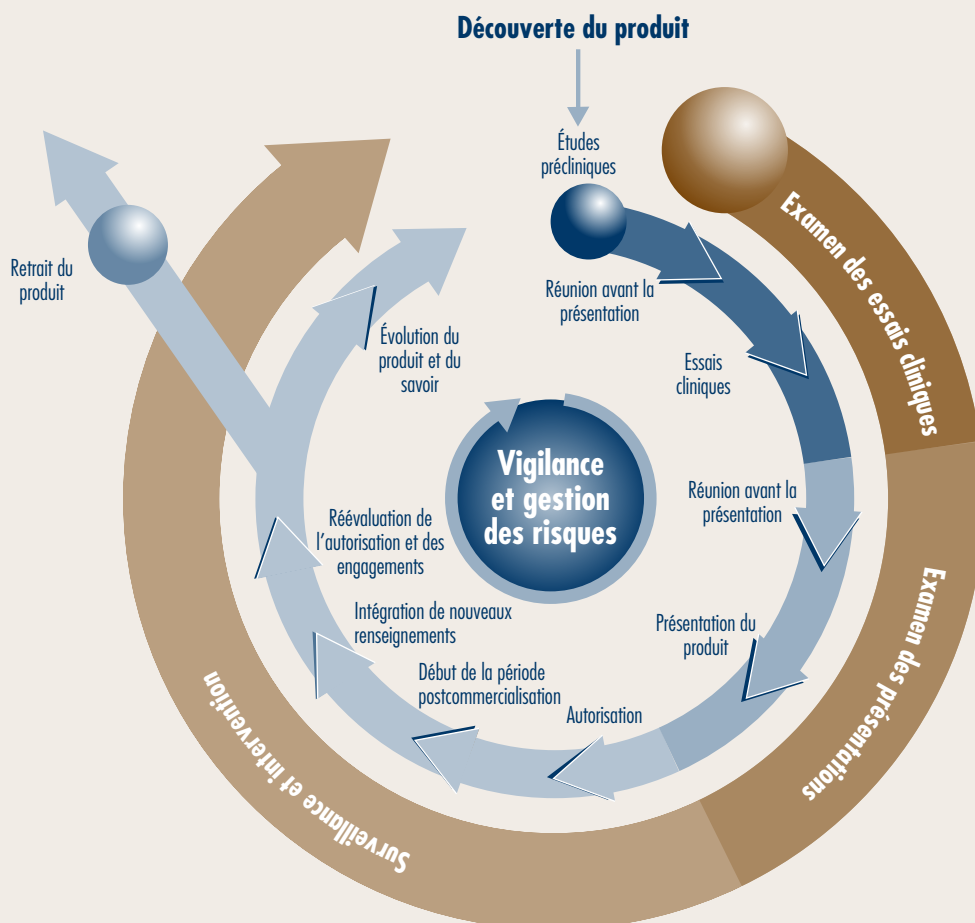 Découverte du produit
Études
précliniques
Réunion avant la
présentation
Essais
cliniques
Réunion avant la
présentation
Présentation du
produit
Autorisation
Début de la période
postcommercialisation
Intégration de nouveaux
renseignements
Réévaluation de
l'autorisation et des
engagements
Évolution du
produit et du
savoir
Retrait du
produit
Vigilance
et gestion
des risques
Examen des essais cliniques
Examen des présentations
Surveillance et intervention